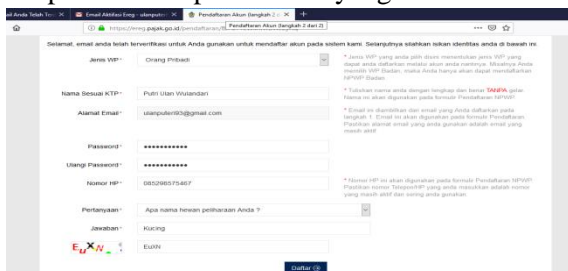 Email Aktifasi Ereg - ulanputeri
Pendaftaran Akun (langkah 2
https://ereg.pajak.go.id/pendaftaran/
Pendaftaran Akun (langkah 2 dari 2)
Selamat, email anda telah terverifikasi untuk Anda gunakan untuk mendaftar akun pada sistem kami. Selanjutnya silahkan isikan identitas anda di bawah ini
Jenis WP* Orang Pribadi
* Jenis WP yang anda pilih disini menentukan jenis WP yang
dapat anda daftarkan melalui akun anda nantinya. Misalnya Anda
memilih WP Badan, maka Anda hanya akan dapat mendaftarkan
NPWP Badan
Nama Sesuai KTP* Putri Ulan Wulandari
* Tuliskan nama anda dengan lengkap dan benar TANPA gelar.
Nama ini akan digunakan pada formulir Pendaftaran NPWP
Alamat Email* ulanputeri93@gmail.com
* Email ini diambilkan dari email yang Anda daftarkan pada
langkah 1. Email ini akan digunakan pada formulir Pendaftaran
Pastikan alamat email yang anda gunakan adalah email yang
masih aktif
Password*
Ulangi Password*
Nomor HP* 085296575467
* Nomor HP ini akan digunakan pada formulir Pendaftaran NPWP
Pastikan nomor Telepon/HP yang anda masukkan adalah nomor
yang masih aktif dan sering anda gunakan
Pertanyaan* Apa nama hewan peliharaan Anda ?
Jawaban* Kucing
EuXN EuXN
Daftar